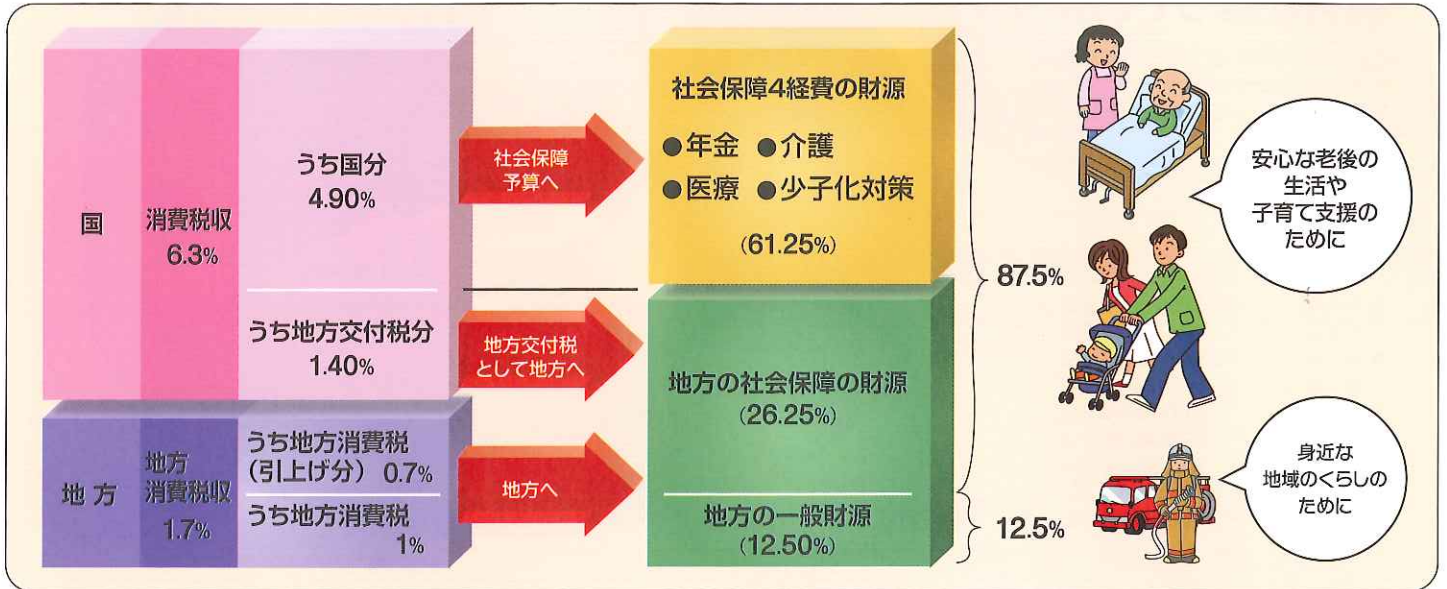 国
消費税収
6.3%
うち国分
4.90%
うち地方交付税分
1.40%
地方
地方
消費税収
1.7%
うち地方消費税
(引上げ分) 0.7%
うち地方消費税
1%
社会保障
予算へ
地方交付税
として地方へ
地方へ
社会保障4経費の財源
●年金 ●介護
●医療 ●少子化対策
(61.25%)
地方の社会保障の財源
(26.25%)
地方の一般財源
(12.50%)
87.5%
12.5%
安心な老後の
生活や
子育て支援の
ために
身近な
地域のくらしの
ために